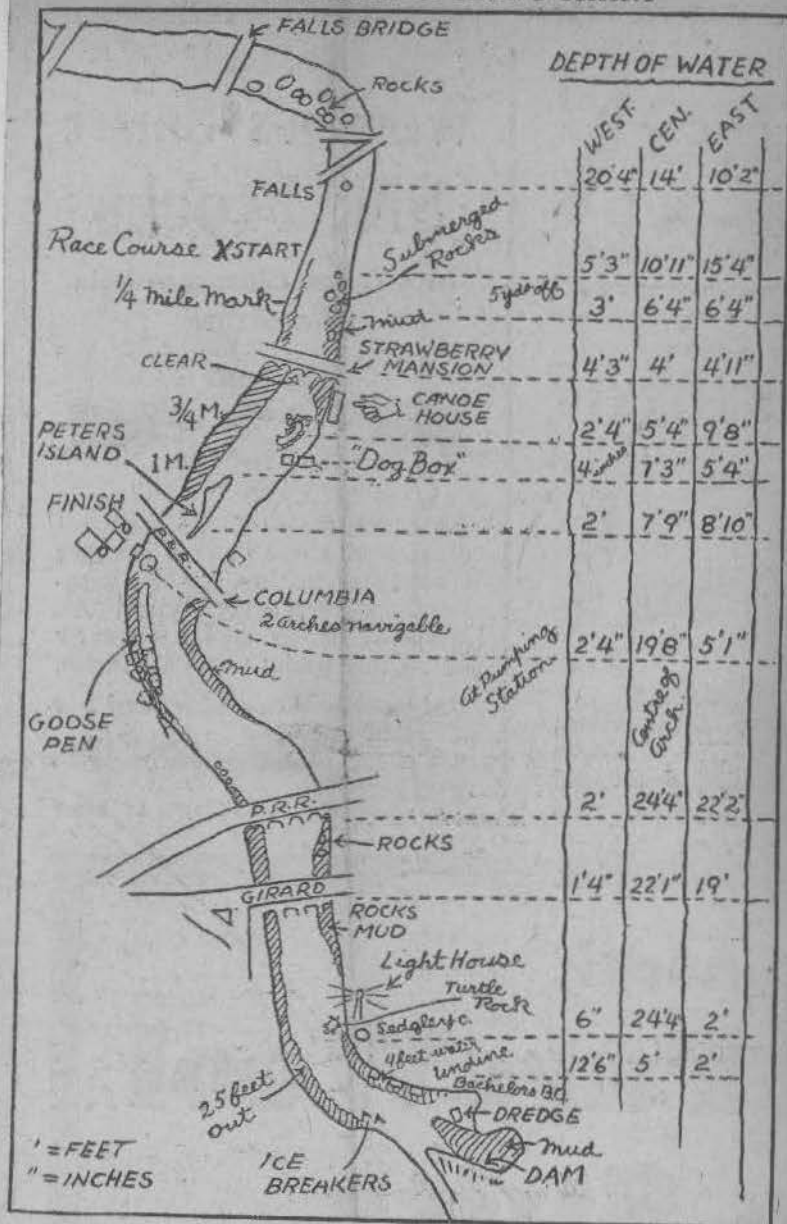 FALLS BRIDGE
DEPTH OF WATER
ROCKS
WEST. CEN. EAST
FALLS
20'4" 14' 10'2"
Race Course X START
Submerged Rocks
5'3" 10'11" 15'4"
1/4 Mile Mark
5 yds off
3' 6'4" 6'4"
mud
CLEAR
STRAWBERRY
MANSION
4'3" 4' 4'11"
3/4 M.
CANOE
HOUSE
2'4" 5'4" 9'8"
PETERS
ISLAND
1 M.
"Dog Box"
4 inches 7'3" 5'4"
FINISH
2' 7'9" 8'10"
P.&R.
COLUMBIA
2 arches navigable
At Pumping
Station
2'4" 19'8" 5'1"
mud
GOOSE
PEN
Centre of
Arch
P.R.R.
2' 24'4" 22'2"
ROCKS
GIRARD
1'4" 22'1" 19'
ROCKS
MUD
Light House
Turtle
Rock
6" 24'4 2'
4 feet water
Undine
12'6" 5' 2'
Bachelors B.C.
25 feet
out
DREDGE
mud
DAM
ICE
BREAKERS
' = FEET
" = INCHES